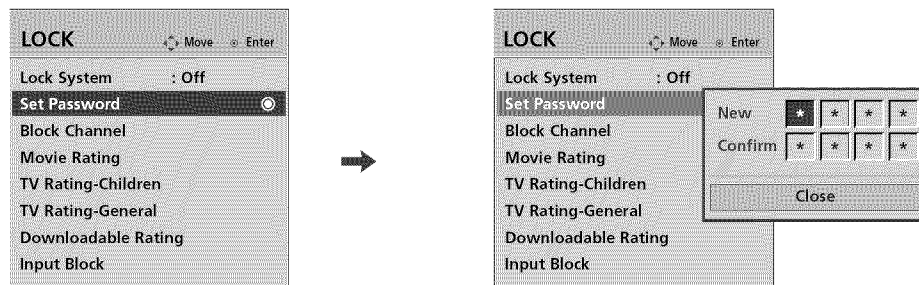 LOCK Move Enter
Lock System : Off
Set Password
Block Channel
Movie Rating
TV Rating-Children
TV Rating-General
Downloadable Rating
Input Block
LOCK Move Enter
Lock System : Off
Set Password
Block Channel
Movie Rating
TV Rating-Children
TV Rating-General
Downloadable Rating
Input Block
New * * * *
Confirm * * * *
Close